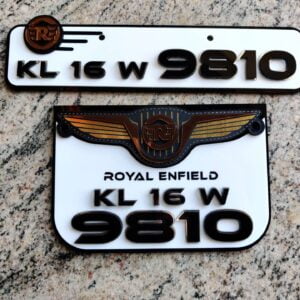 R
KL 16 W 9810
R
ROYAL ENFIELD
KL 16 W
9810